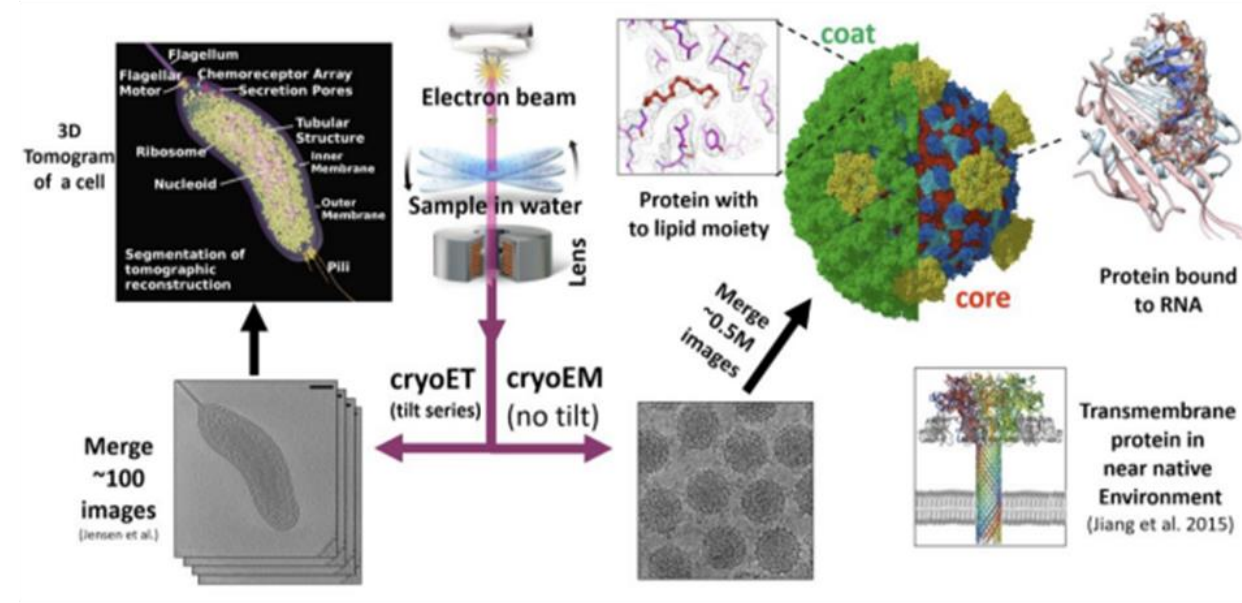 3D
Tomogram
of a cell
Flagellum
Flagellar
Motor
Chemoreceptor Array
Secretion Pores
Tubular
Structure
Ribosome
Inner
Membrane
Nucleoid
Outer
Membrane
Segmentation of
tomographic
reconstruction
Pili
Merge
~100
images
(Jensen et al.)
Electron beam
Sample in water
Lens
cryoET
(tilt series)
cryoEM
(no tilt)
Protein with
to lipid moiety
coat
core
Merge
~0.5M
images
Protein bound
to RNA
Transmembrane
protein in
near native
Environment
(Jiang et al. 2015)